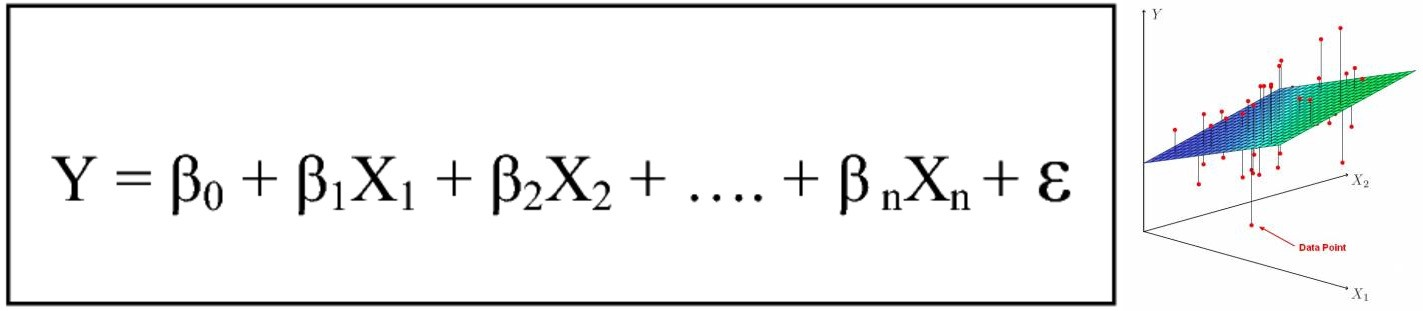 Y = β₀ + β₁X₁ + β₂X₂ + .... + βₙXₙ + ε
Y
X₂
Data Point
X₁